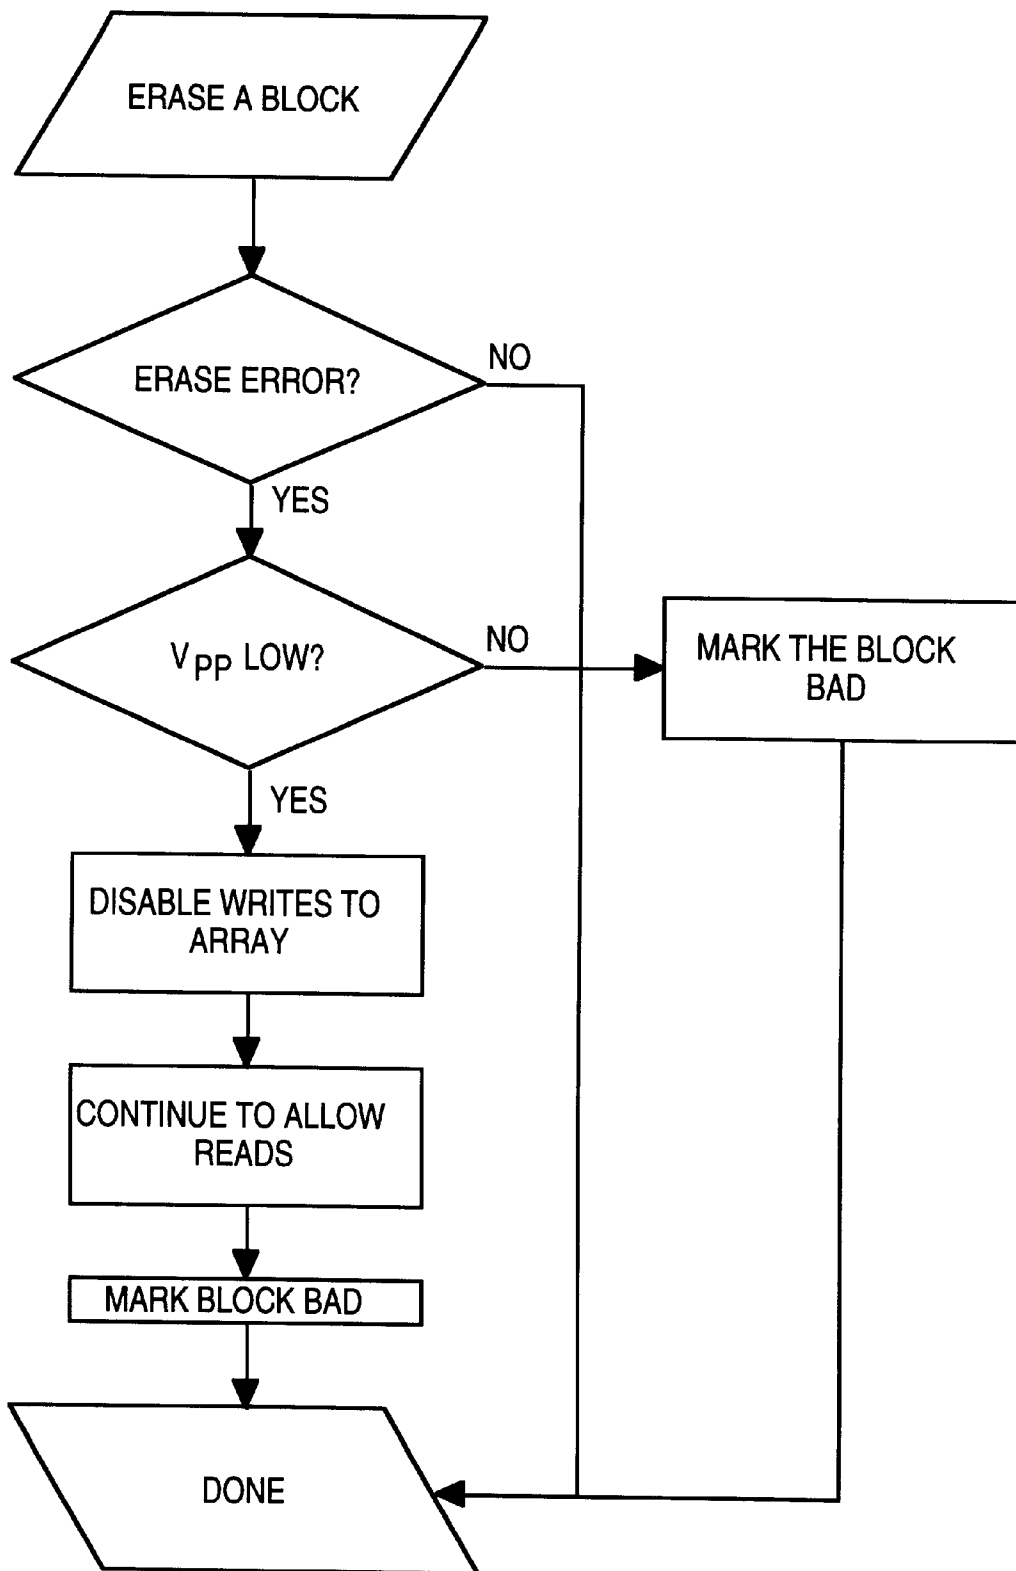 ERASE A BLOCK
ERASE ERROR?
NO
YES
VPP LOW?
NO
MARK THE BLOCK
BAD
YES
DISABLE WRITES TO
ARRAY
CONTINUE TO ALLOW
READS
MARK BLOCK BAD
DONE